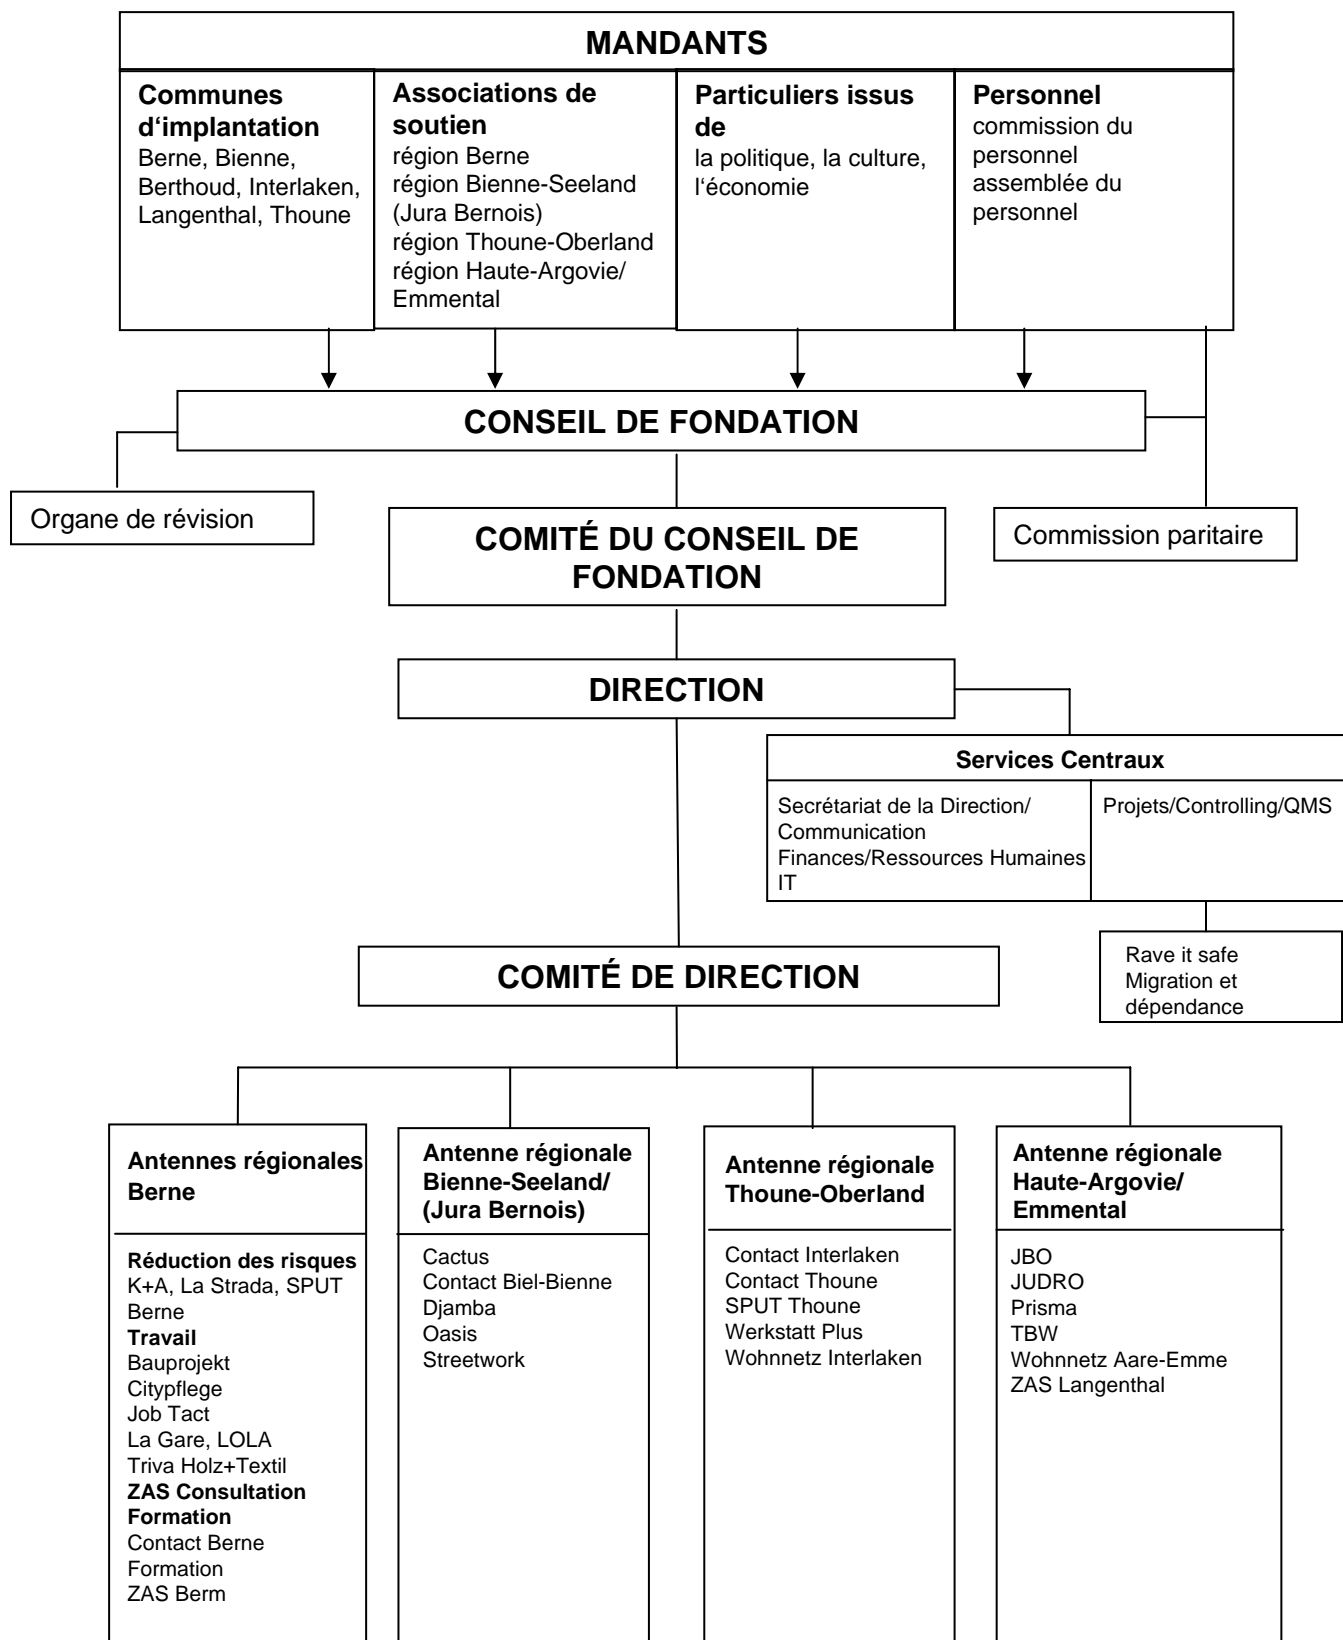 MANDANTS
Communes
d‘implantation
Berne, Bienne,
Berthoud, Interlaken,
Langenthal, Thoune
Associations de
soutien
région Berne
région Bienne-Seeland
(Jura Bernois)
région Thoune-Oberland
région Haute-Argovie/
Emmental
Particuliers issus
de
la politique, la culture,
l‘économie
Personnel
commission du
personnel
assemblée du
personnel
CONSEIL DE FONDATION
Organe de révision
COMITÉ DU CONSEIL DE
FONDATION
Commission paritaire
DIRECTION
Services Centraux
Secrétariat de la Direction/
Communication
Finances/Ressources Humaines
IT
Projets/Controlling/QMS
Rave it safe
Migration et
dépendance
COMITÉ DE DIRECTION
Antennes régionales
Berne
Réduction des risques
K+A, La Strada, SPUT
Berne
Travail
Bauprojekt
Citypflege
Job Tact
La Gare, LOLA
Triva Holz+Textil
ZAS Consultation
Formation
Contact Berne
Formation
ZAS Berm
Antenne régionale
Bienne-Seeland/
(Jura Bernois)
Cactus
Contact Biel-Bienne
Djamba
Oasis
Streetwork
Antenne régionale
Thoune-Oberland
Contact Interlaken
Contact Thoune
SPUT Thoune
Werkstatt Plus
Wohnnetz Interlaken
Antenne régionale
Haute-Argovie/
Emmental
JBO
JUDRO
Prisma
TBW
Wohnnetz Aare-Emme
ZAS Langenthal